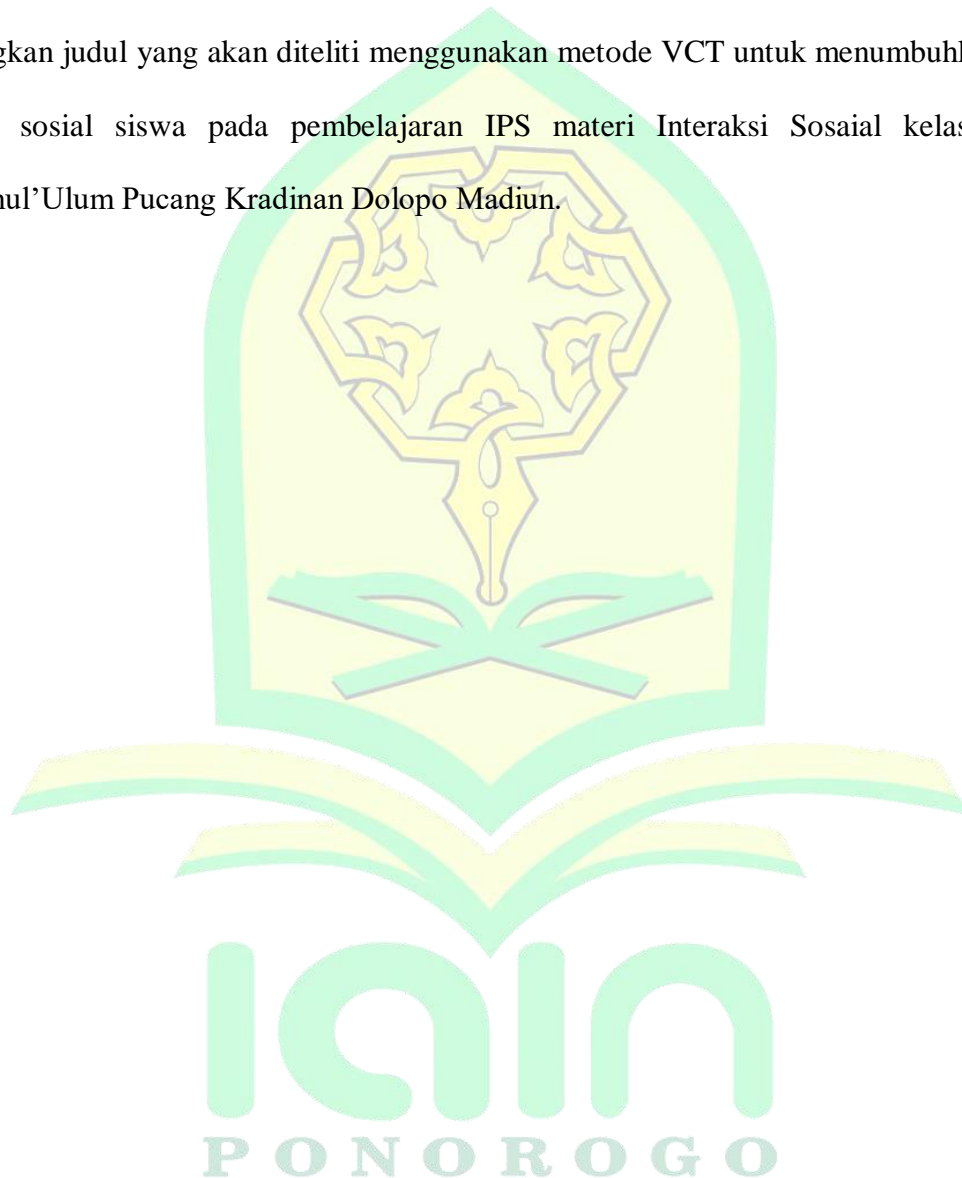 gkan judul yang akan diteliti menggunakan metode VCT untuk menumbuhk
sosial siswa pada pembelajaran IPS materi Interaksi Sosaial kelas
nul’Ulum Pucang Kradinan Dolopo Madiun.
iain
PONOROGO